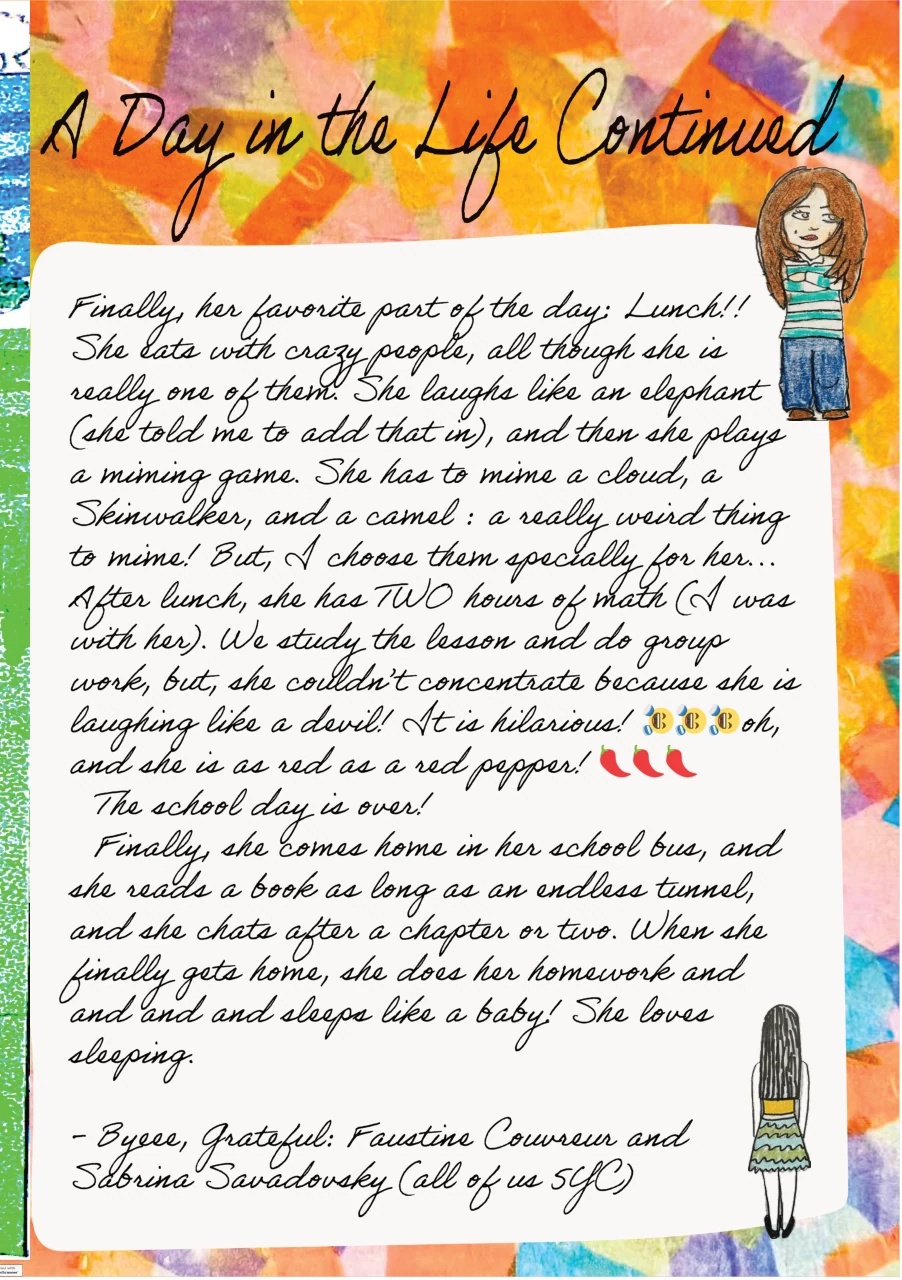 A Day in the Life Continued
Finally, her favorite part of the day: Lunch!!
She eats with crazy people, all though she is
really one of them. She laughs like an elephant
(she told me to add that in), and then she plays
a miming game. She has to mime a cloud, a
Skinwalker, and a camel : a really weird thing
to mime! But, I choose them specially for her...
After lunch, she has TWO hours of math (I was
with her). We study the lesson and do group
work, but, she couldn't concentrate because she is
laughing like a devil! It is hilarious! 🤣🤣🤣oh,
and she is as red as a red pepper! 🌶️🌶️🌶️
The school day is over!
Finally, she comes home in her school bus, and
she reads a book as long as an endless tunnel,
and she chats after a chapter or two. When she
finally gets home, she does her homework and
and and and sleeps like a baby! She loves
sleeping.
- Byeee, Grateful: Faustine Couvreur and
Sabrina Savadovsky (all of us 5YC)